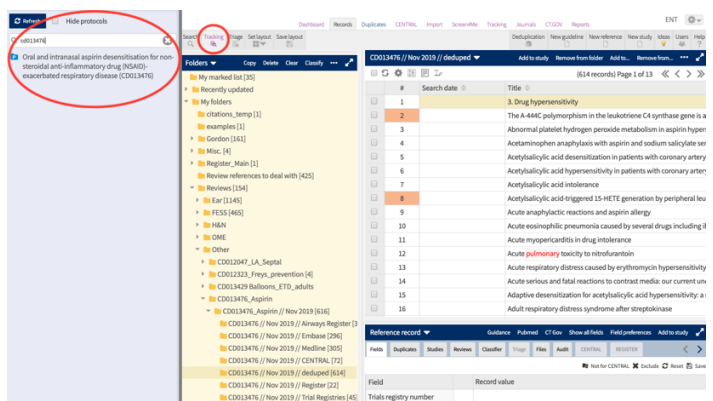 Refresh
Hide protocols
cd013476
Oral and intranasal aspirin desensitisation for non-
steroidal anti-inflammatory drug (NSAID)-
exacerbated respiratory disease (CD013476)
Dashboard Records Duplicates CENTRAL Import Screen4Me Tracking Journals CT.GOV Reports
ENT
Search Tracking Triage Set layout Save layout
Deduplication New guideline New reference New study Ideas Users Help
Folders Copy Delete Clear Classify
My marked list [35]
Recently updated
My folders
citations_temp [1]
examples [1]
Gordon [161]
Misc. [4]
Register_Main [1]
Review references to deal with [425]
Reviews [154]
Ear [1145]
FESS [465]
H&N
OME
Other
CD012047_LA_Septal
CD012323_Freys_prevention [4]
CD013429 Balloons_ETD_adults
CD013476_Aspirin
CD013476_Aspirin // Nov 2019 [616]
CD013476 // Nov 2019 // Airways Register [3
CD013476 // Nov 2019 // Embase [296]
CD013476 // Nov 2019 // Medline [305]
CD013476 // Nov 2019 // CENTRAL [72]
CD013476 // Nov 2019 // deduped [614]
CD013476 // Nov 2019 // Register [22]
CD013476 // Nov 2019 // Trial Registries [45]
CD013476 // Nov 2019 // deduped Add to study Remove from folder Add to... Remove from...
(614 records) Page 1 of 13
# Search date Title
1 3. Drug hypersensitivity
2 The A-444C polymorphism in the leukotriene C4 synthase gene is a
3 Abnormal platelet hydrogen peroxide metabolism in aspirin hyper
4 Acetaminophen anaphylaxis with aspirin and sodium salicylate ser
5 Acetylsalicylic acid desensitization in patients with coronary artery
6 Acetylsalicylic acid hypersensitivity in patients with coronary artery
7 Acetylsalicylic acid intolerance
8 Acetylsalicylic acid-triggered 15-HETE generation by peripheral leu
9 Acute anaphylactic reactions and aspirin allergy
10 Acute eosinophilic pneumonia caused by several drugs including i
11 Acute myopericarditis in drug intolerance
12 Acute pulmonary toxicity to nitrofurantoin
13 Acute respiratory distress caused by erythromycin hypersensitivity
14 Acute serious and fatal reactions to contrast media: our current un
15 Adaptive desensitization for acetylsalicylic acid hypersensitivity: a
16 Adult respiratory distress syndrome after streptokinase
Reference record Guidance Pubmed CT Gov Show all fields Field preferences Add to study
Fields Duplicates Studies Reviews Classifier Triage Files Audit CENTRAL REGISTER
Not for CENTRAL Exclude Reset Save
Field Record value
Trials registry number